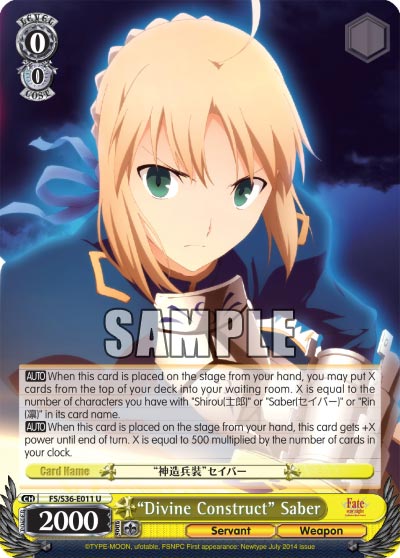 LEVEL
0
0
COST
SAMPLE
AUTO When this card is placed on the stage from your hand, you may put X
cards from the top of your deck into your waiting room. X is equal to the
number of characters you have with "Shirou(士郎)" or "Saber(セイバー)" or "Rin
(凛)" in its card name.
AUTO When this card is placed on the stage from your hand, this card gets +X
power until end of turn. X is equal to 500 multiplied by the number of cards in
your clock.
Card Name
“神造兵装”セイバー
CH
FS/S36-E011 U
2000
“Divine Construct” Saber
Fate
Servant
Weapon
©TYPE-MOON, ufotable, FSNPC First appearance: Newtype July 2014 issue